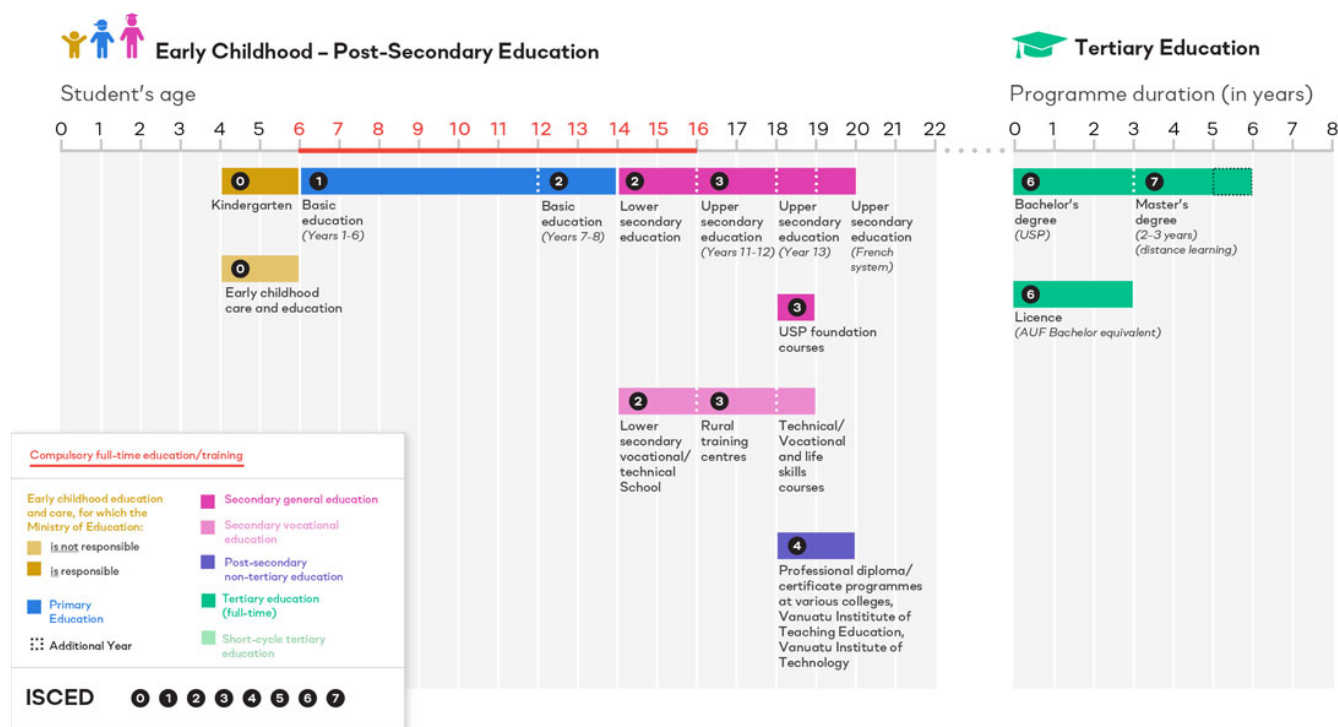 Early Childhood – Post-Secondary Education
Student's age
0 1 2 3 4 5 6 7 8 9 10 11 12 13 14 15 16 17 18 19 20 21 22
0
Kindergarten
1
Basic
education
(Years 1-6)
2
Basic
education
(Years 7-8)
2
Lower
secondary
education
3
Upper
secondary
education
(Years 11-12)
Upper
secondary
education
(Year 13)
Upper
secondary
education
(French
system)
0
Early childhood
care and education
3
USP foundation
courses
2
Lower
secondary
vocational/
technical
School
3
Rural
training
centres
Technical/
Vocational
and life
skills
courses
4
Professional diploma/
certificate programmes
at various colleges,
Vanuatu Instititute of
Teaching Education,
Vanuatu Institute of
Technology
Tertiary Education
Programme duration (in years)
0 1 2 3 4 5 6 7 8
6
Bachelor's
degree
(USP)
7
Master's
degree
(2–3 years)
(distance learning)
6
Licence
(AUF Bachelor equivalent)
Compulsory full-time education/training
Early childhood education
and care, for which the
Ministry of Education:
is not responsible
is responsible
Primary
Education
Additional Year
Secondary general education
Secondary vocational
education
Post-secondary
non-tertiary education
Tertiary education
(full-time)
Short-cycle tertiary
education
ISCED 0 1 2 3 4 5 6 7